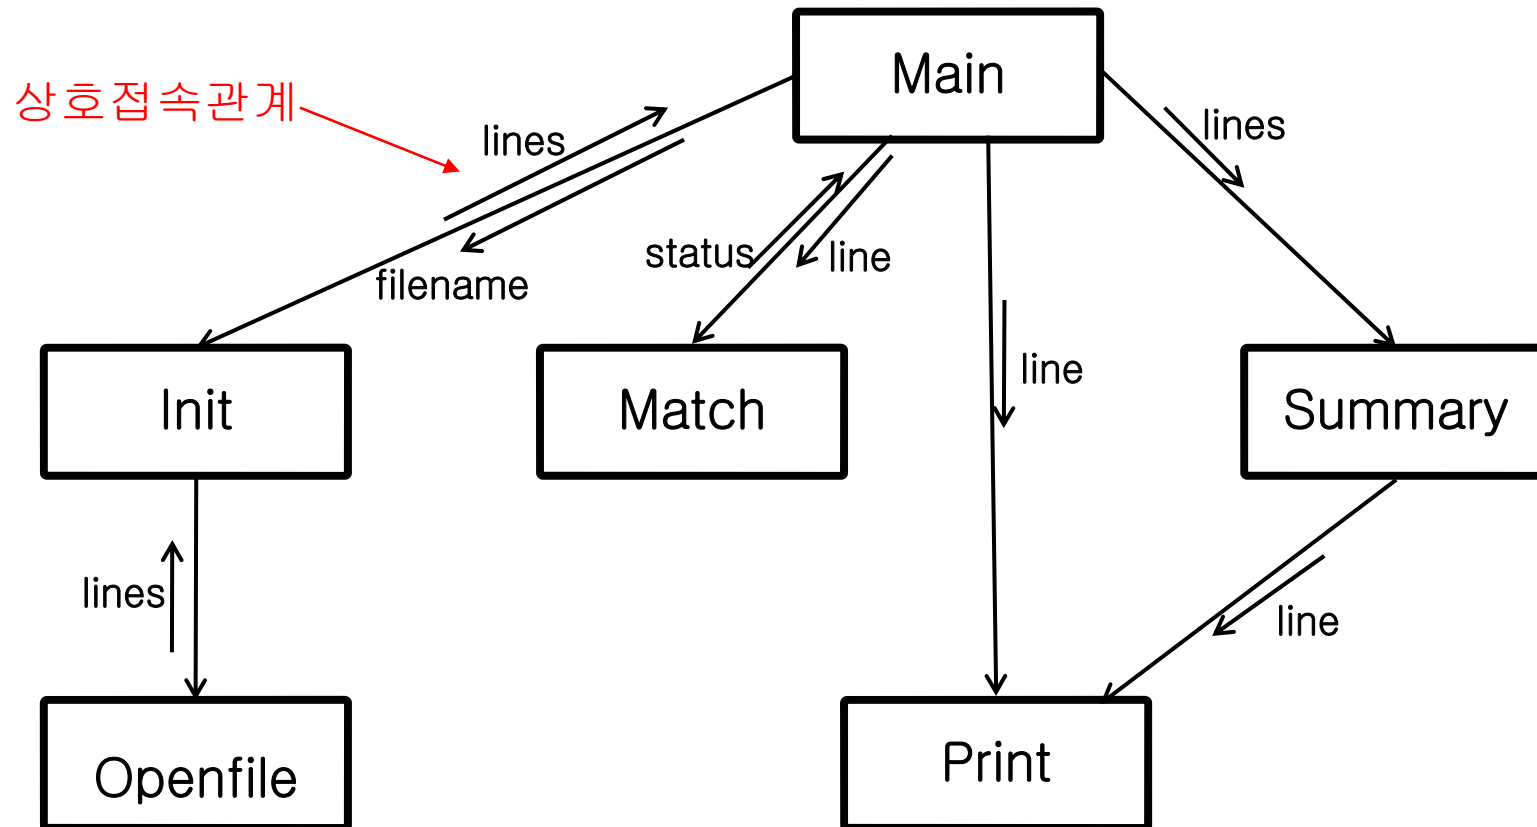 Main
상호접속관계
lines
lines
status
line
filename
line
Init
Match
Summary
lines
line
Openfile
Print